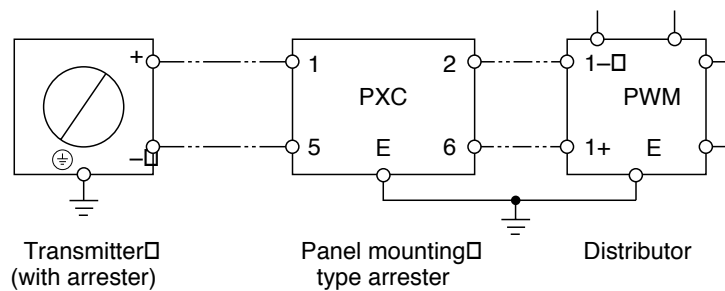 +
–
1
2
PXC
5
E
6
1–
PWM
1+
E
Transmitter
(with arrester)
Panel mounting
type arrester
Distributor